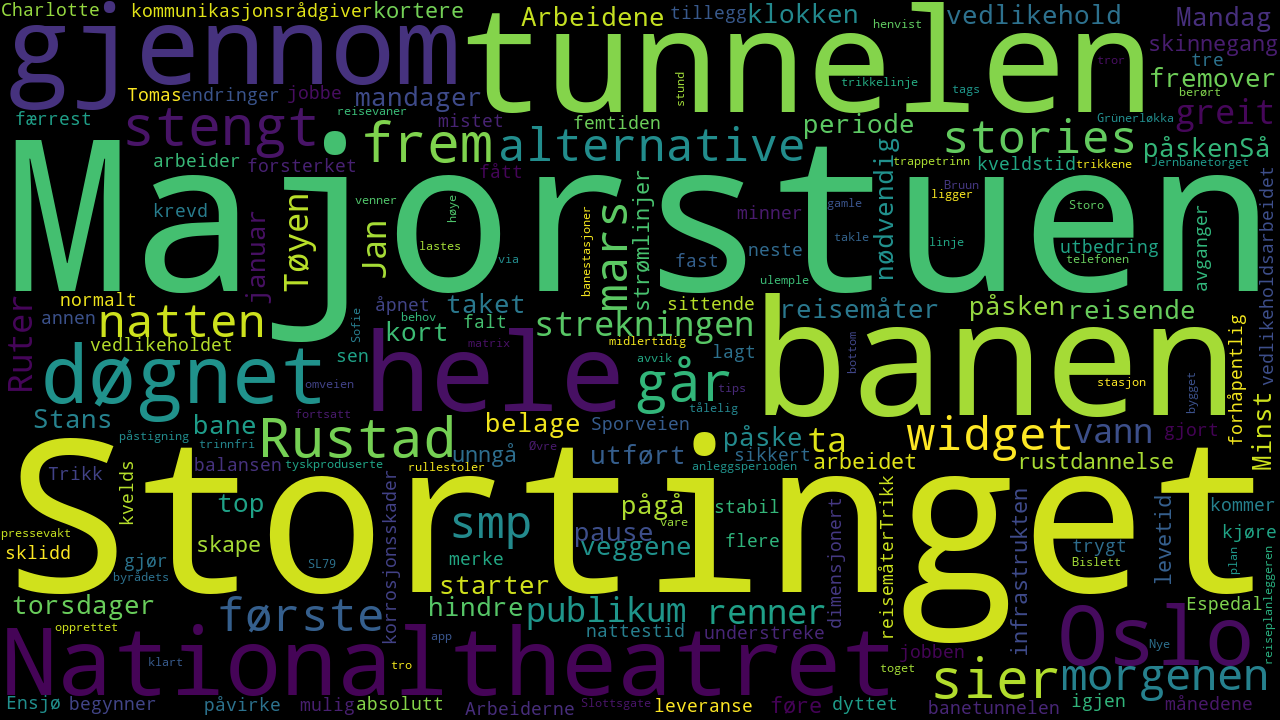 Charlotte kommunikasjonsrådgiver kortere Arbeidene tillegg klokken henvist vedlikehold Mandag
gjennom tunnelen
skinnegang
Tomas endringer jobbe mandager stund trikkelinje tags tre fremover berørt
færrest stengt reisevaner mistet femtiden periode Grünerløkka greit
frem alternative stories tror påskenSå
arbeider forsterket fått nødvendig trappetrinn kveldstid trikkene Jernbanetorget
Majorstuen
krevd januar Tøyen venner Jan lastes høye via banestasjoner mars strømlinjer minner gamle Bruun ligger Storo
neste takle linje utbedring avganger vedlikeholdsarbeidet
fast ulemple telefonen
normalt åpnet taket sittende reisemåter påsken reisende
Ruter annen natten Sofie behov kort falt strekningen
vedlikeholdet sen matrix midlertidig avvik lagt bottom forhåpentlig
døgnet omveien hele går tips tålelig banen stasjon bygget
Stans bane fortsatt belage Sporveien påske ta widget vann gjort Minst
påstigning trinnfri Rustad Øvre unngå utført sikkert
Trikk balansen tyskproduserte rullestoler anleggsperioden arbeidet rustdannelse
Stortinget
kvelds top korrosjonsskader smp pågå stabil reisemåterTrikk infrastrukten levetid kommer
pressevakt vare pause
sklidd skape veggene flere dimensjonert trygt plan kjøre
gjør SL79 merke Bislett
byrådets starter
torsdager første hindre publikum renner Espedal
opprettet nattestid understreke reiseplanleggeren
Nationaltheatret app jobben Oslo Nye
klart tro toget sier morgenen
Ensjø begynner påvirke mulig absolutt Arbeiderne Slottsgate leveranse føre dyttet banetunnelen igjen månedene